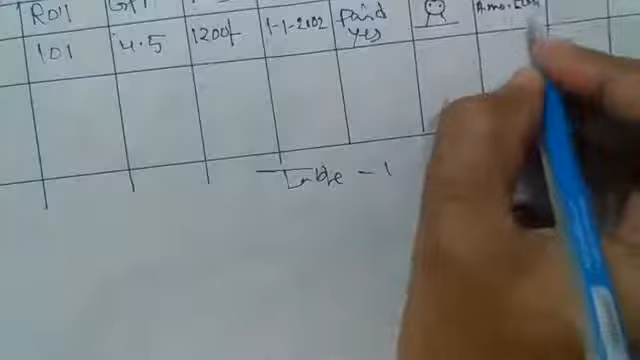 Roll
101 4.5 1200/- 1-1-2102 Paid
yes
Table - 1